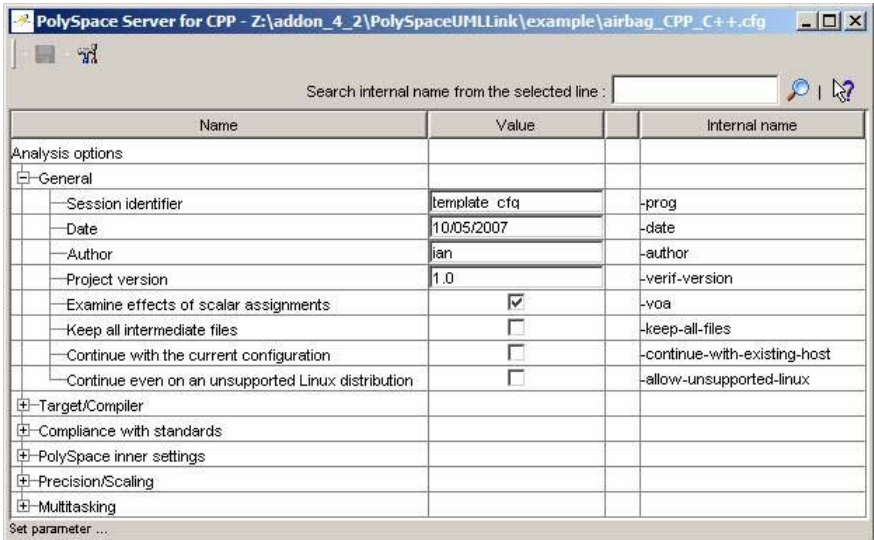 PolySpace Server for CPP - Z:\addon_4_2\PolySpaceUMLLink\example\airbag_CPP_C++.cfg
Search internal name from the selected line :
Name Value Internal name
Analysis options
General
Session identifier template_cfg -prog
Date 10/05/2007 -date
Author ian -author
Project version 1.0 -verif-version
Examine effects of scalar assignments -voa
Keep all intermediate files -keep-all-files
Continue with the current configuration -continue-with-existing-host
Continue even on an unsupported Linux distribution -allow-unsupported-linux
Target/Compiler
Compliance with standards
PolySpace inner settings
Precision/Scaling
Multitasking
Set parameter ...